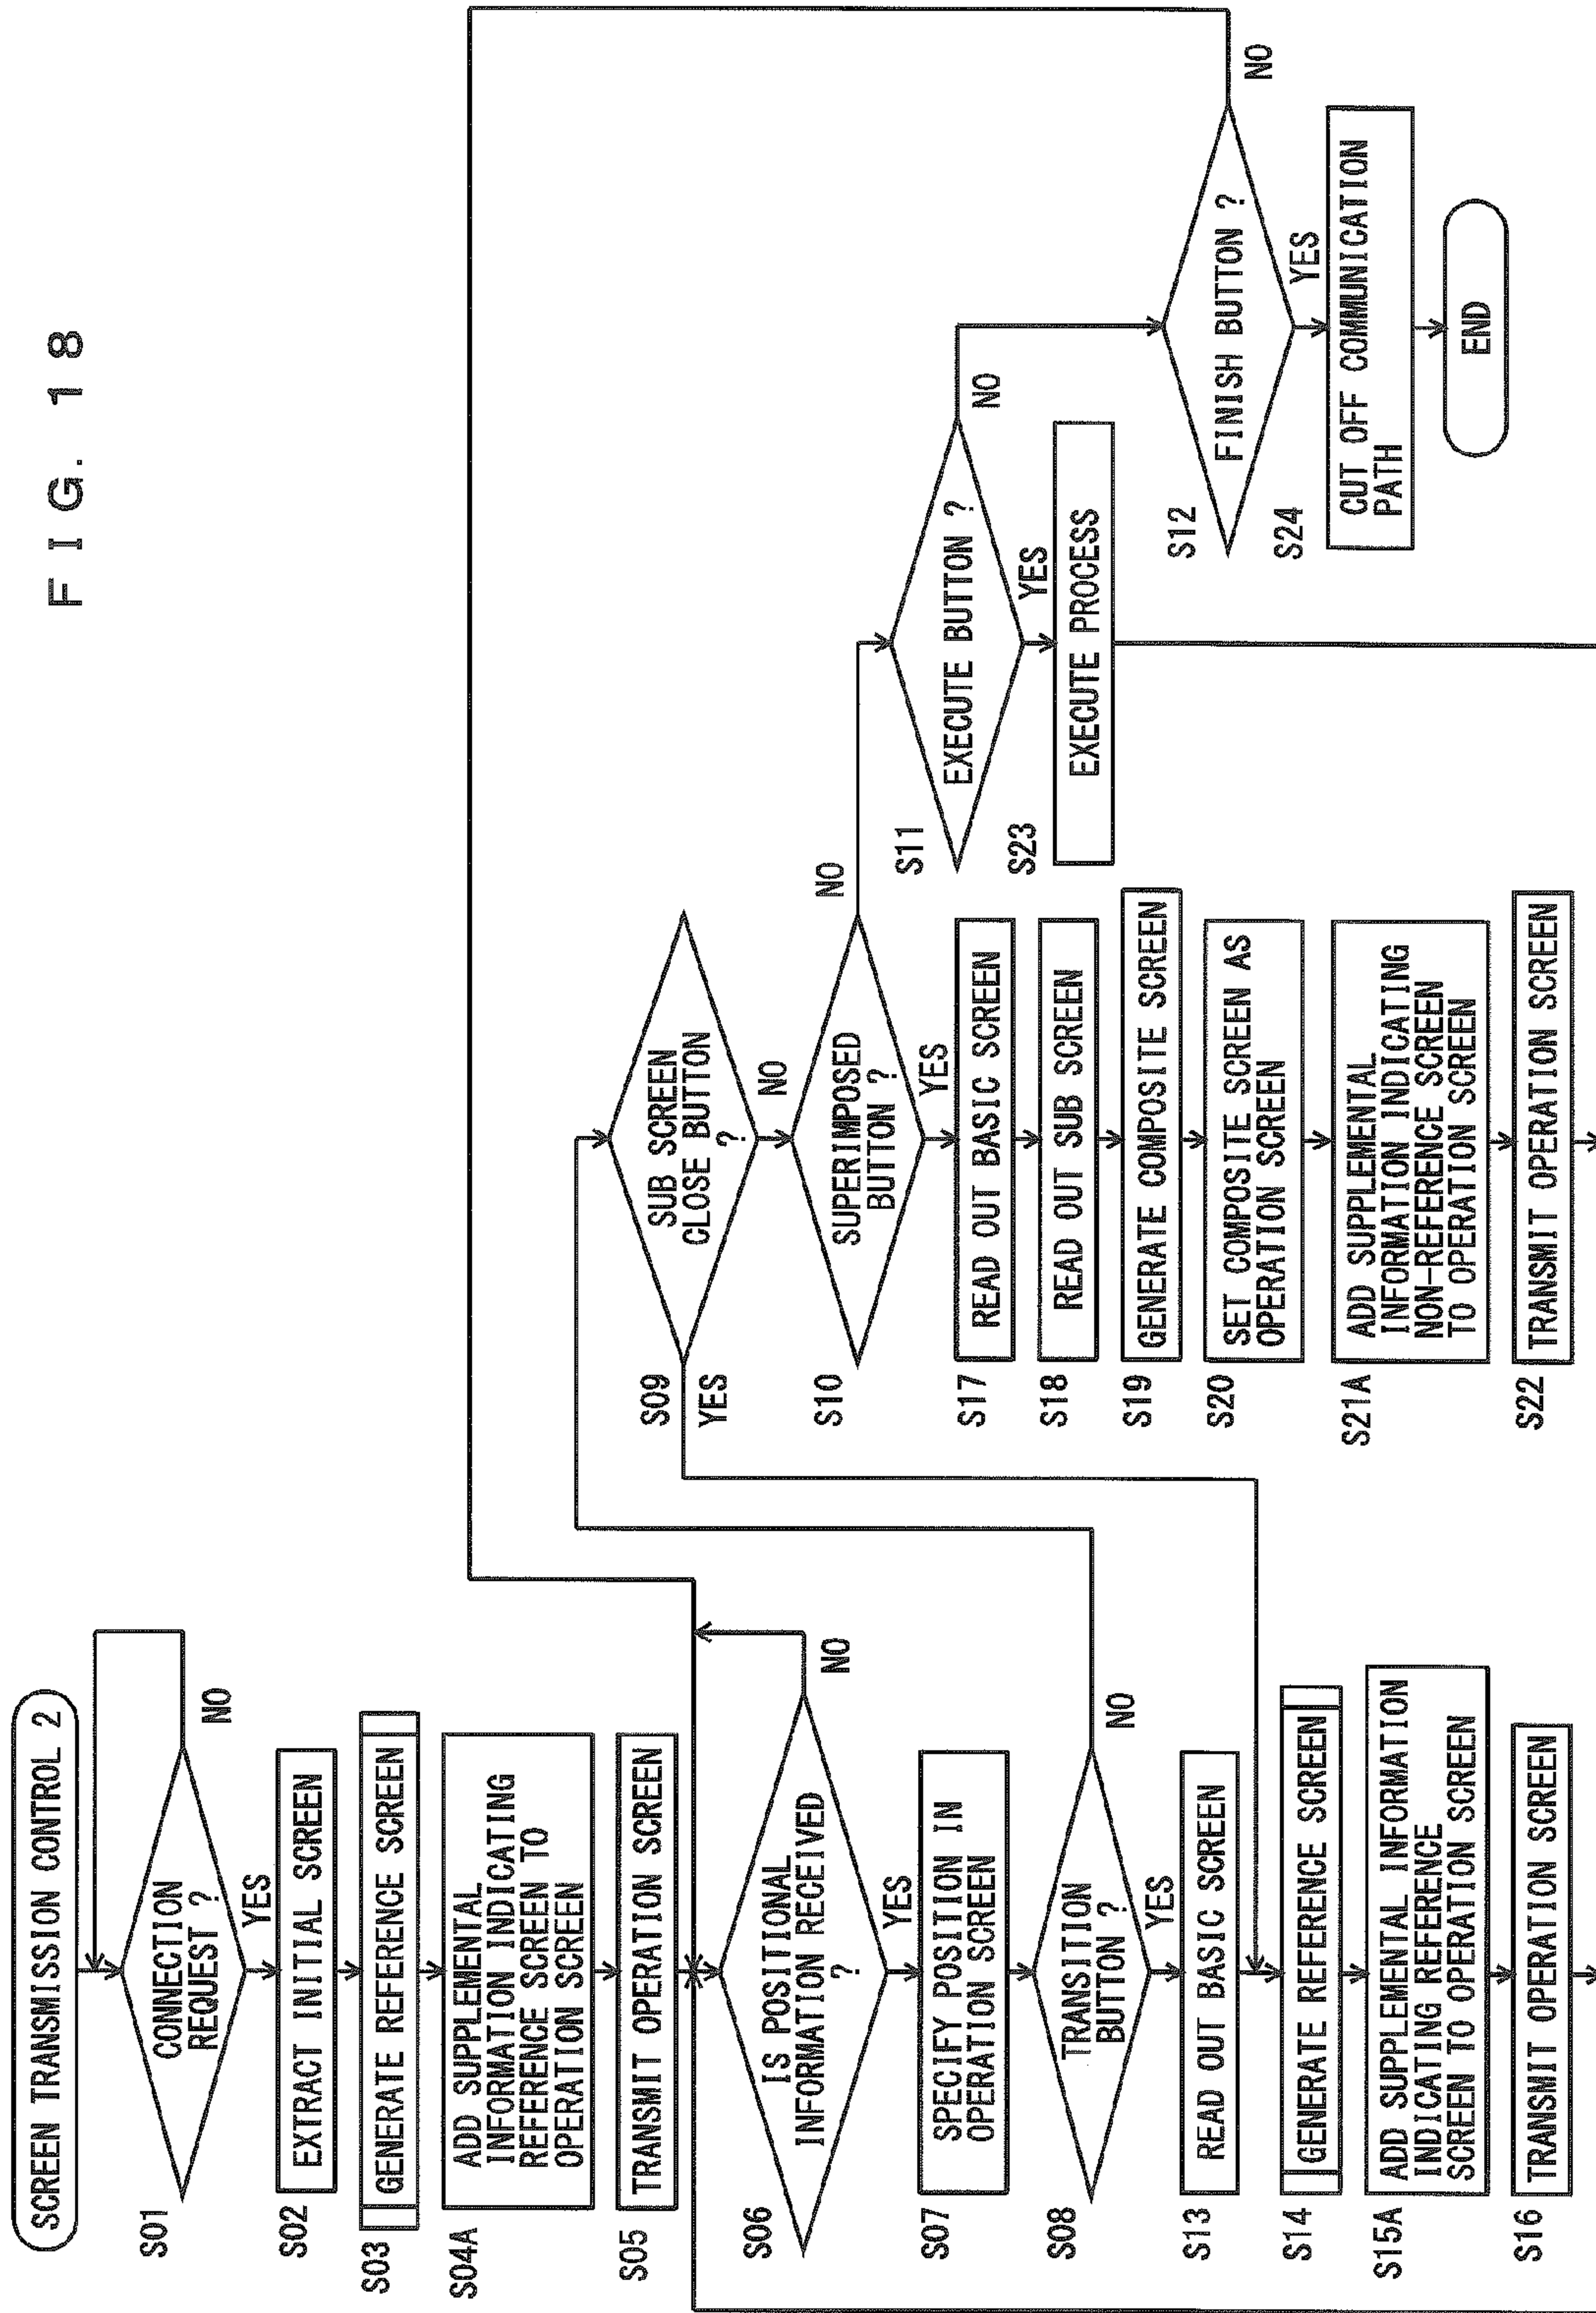 FIG. 18
SCREEN TRANSMISSION CONTROL 2
S01
CONNECTION
REQUEST ?
NO
YES
S02
EXTRACT INITIAL SCREEN
S03
GENERATE REFERENCE SCREEN
S04A
ADD SUPPLEMENTAL
INFORMATION INDICATING
REFERENCE SCREEN TO
OPERATION SCREEN
S05
TRANSMIT OPERATION SCREEN
S06
IS POSITIONAL
INFORMATION RECEIVED
?
NO
YES
S07
SPECIFY POSITION IN
OPERATION SCREEN
S08
TRANSITION
BUTTON ?
NO
YES
S13
READ OUT BASIC SCREEN
S14
GENERATE REFERENCE SCREEN
S15A
ADD SUPPLEMENTAL INFORMATION
INDICATING REFERENCE
SCREEN TO OPERATION SCREEN
S16
TRANSMIT OPERATION SCREEN
S09
YES
SUB SCREEN
CLOSE BUTTON
?
NO
S10
SUPERIMPOSED
BUTTON ?
NO
YES
S17
READ OUT BASIC SCREEN
S18
READ OUT SUB SCREEN
S19
GENERATE COMPOSITE SCREEN
S20
SET COMPOSITE SCREEN AS
OPERATION SCREEN
S21A
ADD SUPPLEMENTAL
INFORMATION INDICATING
NON-REFERENCE SCREEN
TO OPERATION SCREEN
S22
TRANSMIT OPERATION SCREEN
S11
EXECUTE BUTTON ?
NO
YES
S23
EXECUTE PROCESS
S12
FINISH BUTTON ?
NO
YES
S24
CUT OFF COMMUNICATION
PATH
END